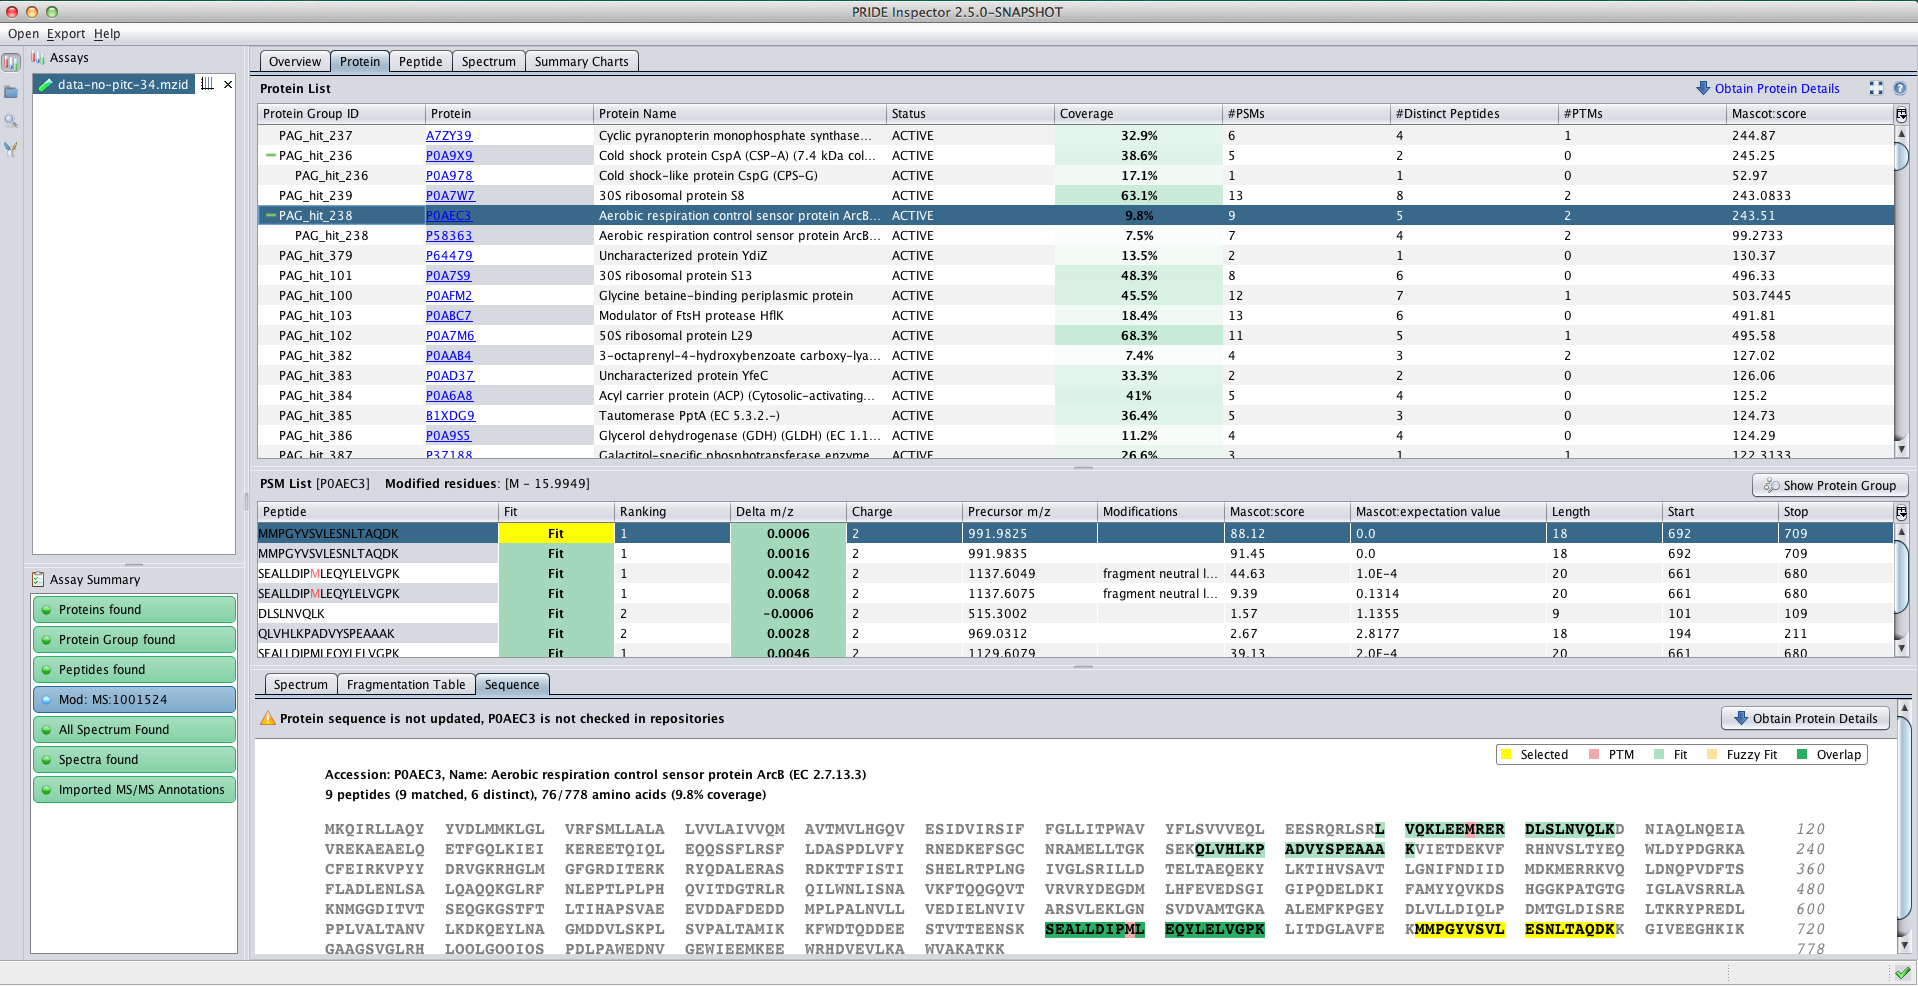 PRIDE Inspector 2.5.0-SNAPSHOT
Open Export Help
Assays
data-no-pitc-34.mzid
Overview Protein Peptide Spectrum Summary Charts
Protein List Obtain Protein Details
Protein Group ID Protein Protein Name Status Coverage #PSMs #Distinct Peptides #PTMs Mascot:score
PAG_hit_237 A7ZY39 Cyclic pyranopterin monophosphate synthase... ACTIVE 32.9% 6 4 1 244.87
PAG_hit_236 P0A9X9 Cold shock protein CspA (CSP-A) (7.4 kDa col... ACTIVE 38.6% 5 2 0 245.25
PAG_hit_236 P0A978 Cold shock-like protein CspG (CPS-G) ACTIVE 17.1% 1 1 0 52.97
PAG_hit_239 P0A7W7 30S ribosomal protein S8 ACTIVE 63.1% 13 8 2 243.0833
PAG_hit_238 P0AEC3 Aerobic respiration control sensor protein ArcB... ACTIVE 9.8% 9 5 2 243.51
PAG_hit_238 P58363 Aerobic respiration control sensor protein ArcB... ACTIVE 7.5% 7 4 2 99.2733
PAG_hit_379 P64479 Uncharacterized protein YdiZ ACTIVE 13.5% 2 1 0 130.37
PAG_hit_101 P0A7S9 30S ribosomal protein S13 ACTIVE 48.3% 8 6 0 496.33
PAG_hit_100 P0AFM2 Glycine betaine-binding periplasmic protein ACTIVE 45.5% 12 7 1 503.7445
PAG_hit_103 P0ABC7 Modulator of FtsH protease HflK ACTIVE 18.4% 13 6 0 491.81
PAG_hit_102 P0A7M6 50S ribosomal protein L29 ACTIVE 68.3% 11 5 1 495.58
PAG_hit_382 P0AAB4 3-octaprenyl-4-hydroxybenzoate carboxy-lya... ACTIVE 7.4% 4 3 2 127.02
PAG_hit_383 P0AD37 Uncharacterized protein YfeC ACTIVE 33.3% 2 2 0 126.06
PAG_hit_384 P0A6A8 Acyl carrier protein (ACP) (Cytosolic-activating... ACTIVE 41% 5 4 0 125.2
PAG_hit_385 B1XDG9 Tautomerase PptA (EC 5.3.2.-) ACTIVE 36.4% 5 3 0 124.73
PAG_hit_386 P0A9S5 Glycerol dehydrogenase (GDH) (GLDH) (EC 1.1... ACTIVE 11.2% 4 4 0 124.29
PAG_hit_387 P37188 Galactitol-specific phosphotransferase enzyme ACTIVE 26.6% 3 1 1 122.3133
PSM List [P0AEC3] Modified residues: [M - 15.9949] Show Protein Group
Peptide Fit Ranking Delta m/z Charge Precursor m/z Modifications Mascot:score Mascot:expectation value Length Start Stop
MMPGYVSVLESNLTAQDK Fit 1 0.0006 2 991.9825 88.12 0.0 18 692 709
MMPGYVSVLESNLTAQDK Fit 1 0.0016 2 991.9835 91.45 0.0 18 692 709
SEALLDIPMLEQYLELVGPK Fit 1 0.0042 2 1137.6049 fragment neutral l... 44.63 1.0E-4 20 661 680
SEALLDIPMLEQYLELVGPK Fit 1 0.0068 2 1137.6075 fragment neutral l... 9.39 0.1314 20 661 680
DLSLNVQLK Fit 2 -0.0006 2 515.3002 1.57 1.1355 9 101 109
QLVHLKPADVYSPEAAAK Fit 2 0.0028 2 969.0312 2.67 2.8177 18 194 211
SEALLDIPMLEQYLELVGPK Fit 1 0.0046 2 1129.6079 39.13 2.0E-4 20 661 680
Assay Summary
Proteins found
Protein Group found
Peptides found
Mod: MS:1001524
All Spectrum Found
Spectra found
Imported MS/MS Annotations
Spectrum Fragmentation Table Sequence
Protein sequence is not updated, P0AEC3 is not checked in repositories Obtain Protein Details
Selected PTM Fit Fuzzy Fit Overlap
Accession: P0AEC3, Name: Aerobic respiration control sensor protein ArcB (EC 2.7.13.3)
9 peptides (9 matched, 6 distinct), 76/778 amino acids (9.8% coverage)
MKQIRLLAQY YVDLMMKLGL VRFSMLLALA LVVLAIVVQM AVTMVLHGQV ESIDVIRSIF FGLLITPWAV YFLSVVVEQL EESRQRLSRL VQKLEEMRER DLSLNVQLKD NIAQLNQEIA 120
VREKAEAELQ ETFGQLKIEI KEREETQIQL EQQSSFLRSF LDASPDLVFY RNEDKEFSGC NRAMELLTGK SEKQLVHLKP ADVYSPEAAA KVIETDEKVF RHNVSLTYEQ WLDYPDGRKA 240
CFEIRKVPYY DRVGKRHGLM GFGRDITERK RYQDALERAS RDKTTFISTI SHELRTPLNG IVGLSRILLD TELTAEQEKY LKTIHVSAVT LGNIFNDIID MDKMERRKVQ LDNQPVDFTS 360
FLADLENLSA LQAQQKGLRF NLEPTLPLPH QVITDGTRLR QILWNLISNA VKFTQQGQVT VRVRYDEGDM LHFEVEDSGI GIPQDELDKI FAMYYQVKDS HGGKPATGTG IGLAVSRRLA 480
KNMGGDITVT SEQGKGSTFT LTIHAPSVAE EVDDAFDEDD MPLPALNVLL VEDIELNVIV ARSVLEKLGN SVDVAMTGKA ALEMFKPGEY DLVLLDIQLP DMTGLDISRE LTKRYPREDL 600
PPLVALTANV LKDKQEYLNA GMDDVLSKPL SVPALTAMIK KFWDTQDDEE STVTTEENSK SEALLDIPML EQYLELVGPK LITDGLAVFE KMMPGYVSVL ESNLTAQDKK GIVEEGHKIK 720
GAAGSVGLRH LQQLGQQIQS PDLPAWEDNV GEWIEEMKEE WRHDVEVLKA WVAKATKK 778